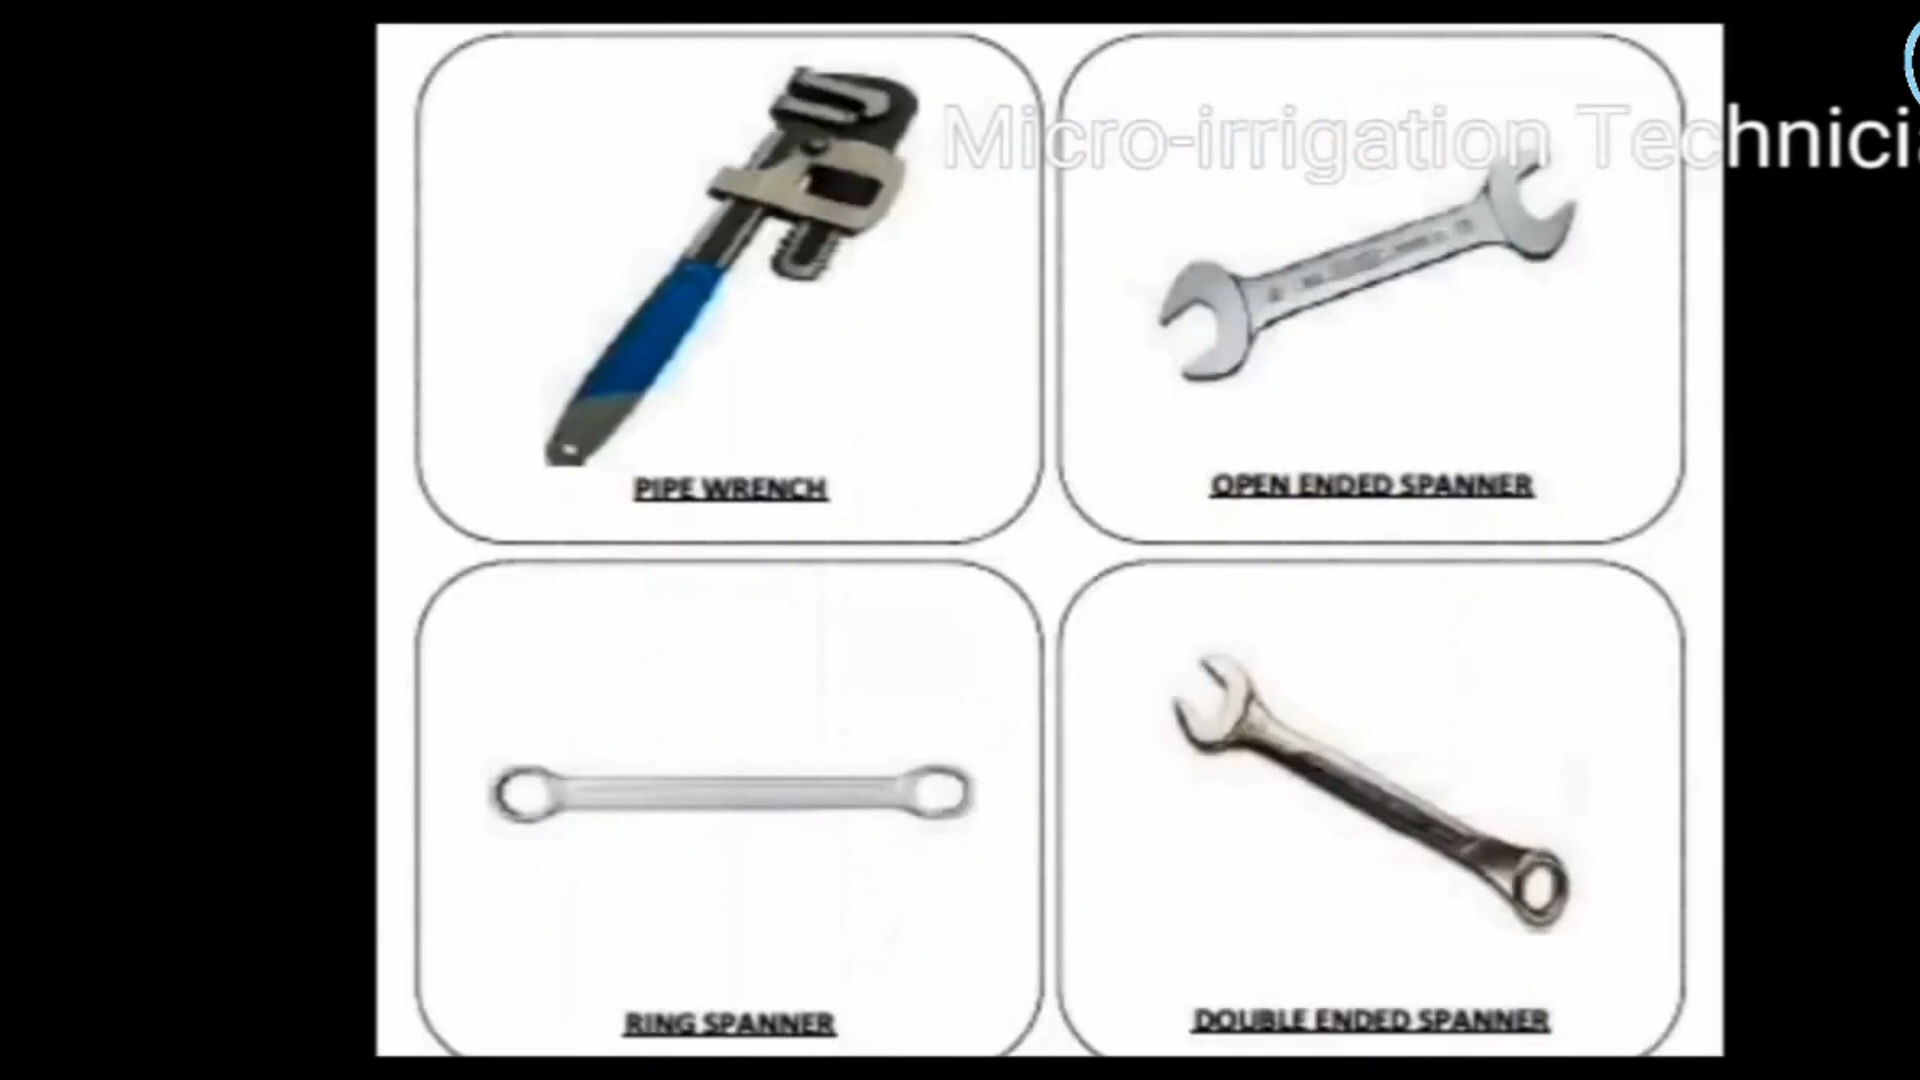 Micro-irrigation Technici
PIPE WRENCH
OPEN ENDED SPANNER
RING SPANNER
DOUBLE ENDED SPANNER